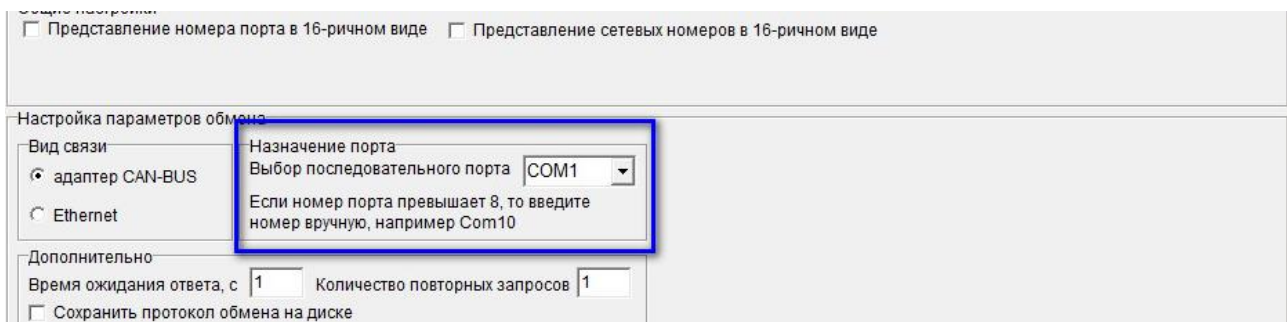 Общие настройки
Представление номера порта в 16-ричном виде Представление сетевых номеров в 16-ричном виде
Настройка параметров обмена
Вид связи
адаптер CAN-BUS
Ethernet
Назначение порта
Выбор последовательного порта COM1
Если номер порта превышает 8, то введите
номер вручную, например Com10
Дополнительно
Время ожидания ответа, с 1 Количество повторных запросов 1
Сохранить протокол обмена на диске